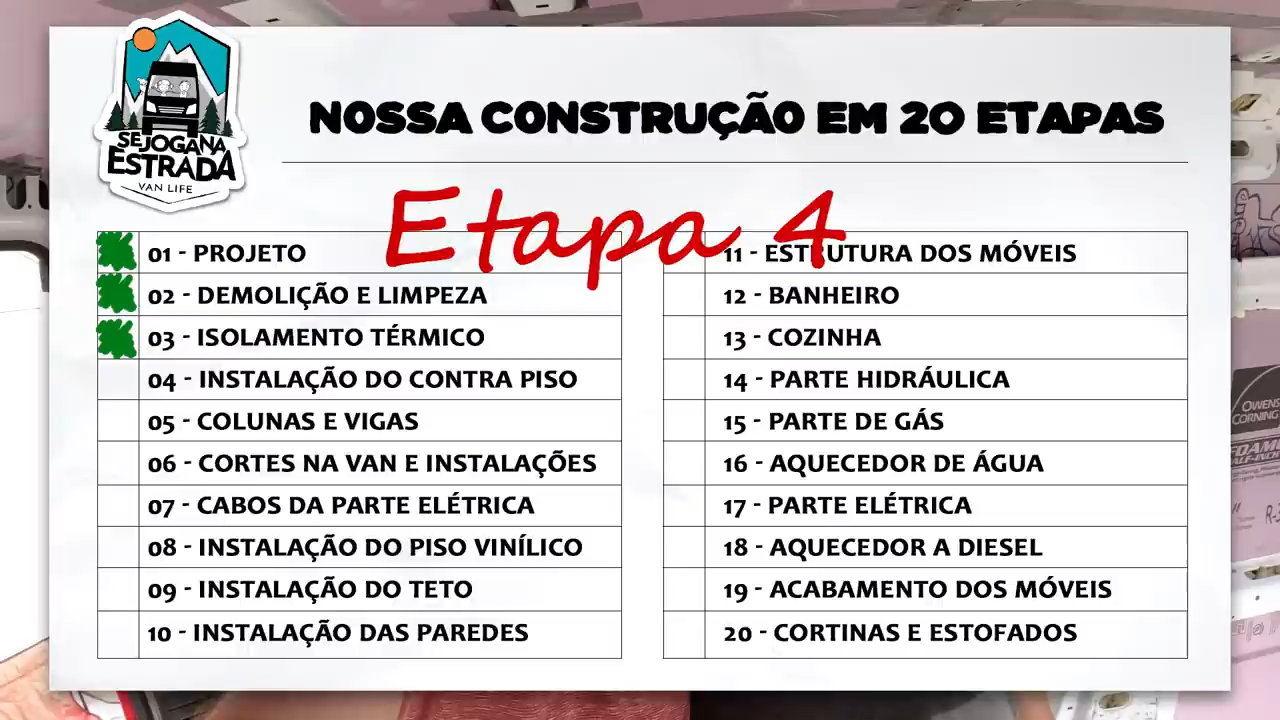 SE JOGA NA
ESTRADA
VAN LIFE
NOSSA CONSTRUÇÃO EM 20 ETAPAS
Etapa 4
01 - PROJETO
02 - DEMOLIÇÃO E LIMPEZA
03 - ISOLAMENTO TÉRMICO
04 - INSTALAÇÃO DO CONTRA PISO
05 - COLUNAS E VIGAS
06 - CORTES NA VAN E INSTALAÇÕES
07 - CABOS DA PARTE ELÉTRICA
08 - INSTALAÇÃO DO PISO VINÍLICO
09 - INSTALAÇÃO DO TETO
10 - INSTALAÇÃO DAS PAREDES
11 - ESTRUTURA DOS MÓVEIS
12 - BANHEIRO
13 - COZINHA
14 - PARTE HIDRÁULICA
15 - PARTE DE GÁS
16 - AQUECEDOR DE ÁGUA
17 - PARTE ELÉTRICA
18 - AQUECEDOR A DIESEL
19 - ACABAMENTO DOS MÓVEIS
20 - CORTINAS E ESTOFADOS
OWENS
CORNING